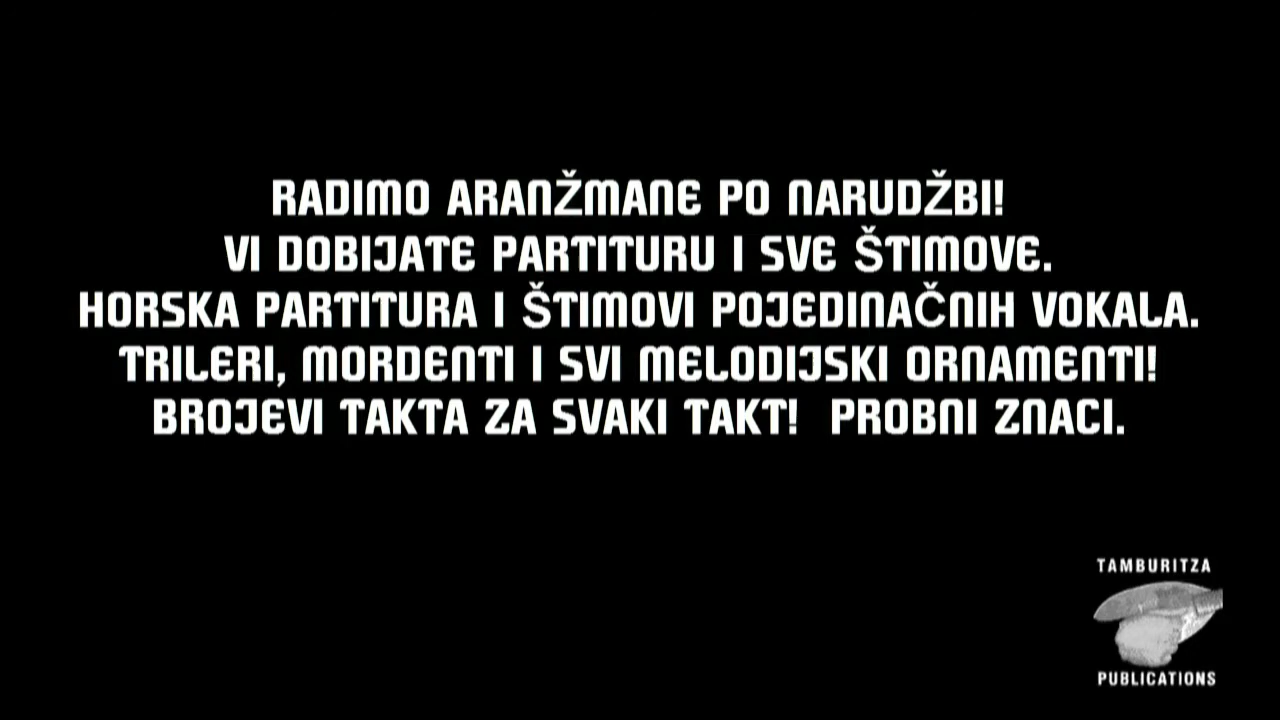 RADIMO ARANŽMANE PO NARUDŽBI!
VI DOBIJATE PARTITURU I SVE ŠTIMOVE.
HORSKA PARTITURA I ŠTIMOVI POJEDINAČNIH VOKALA.
TRILERI, MORDENTI I SVI MELODIJSKI ORNAMENTI!
BROJEVI TAKTA ZA SVAKI TAKT! PROBNI ZNACI.
TAMBURITZA
PUBLICATIONS